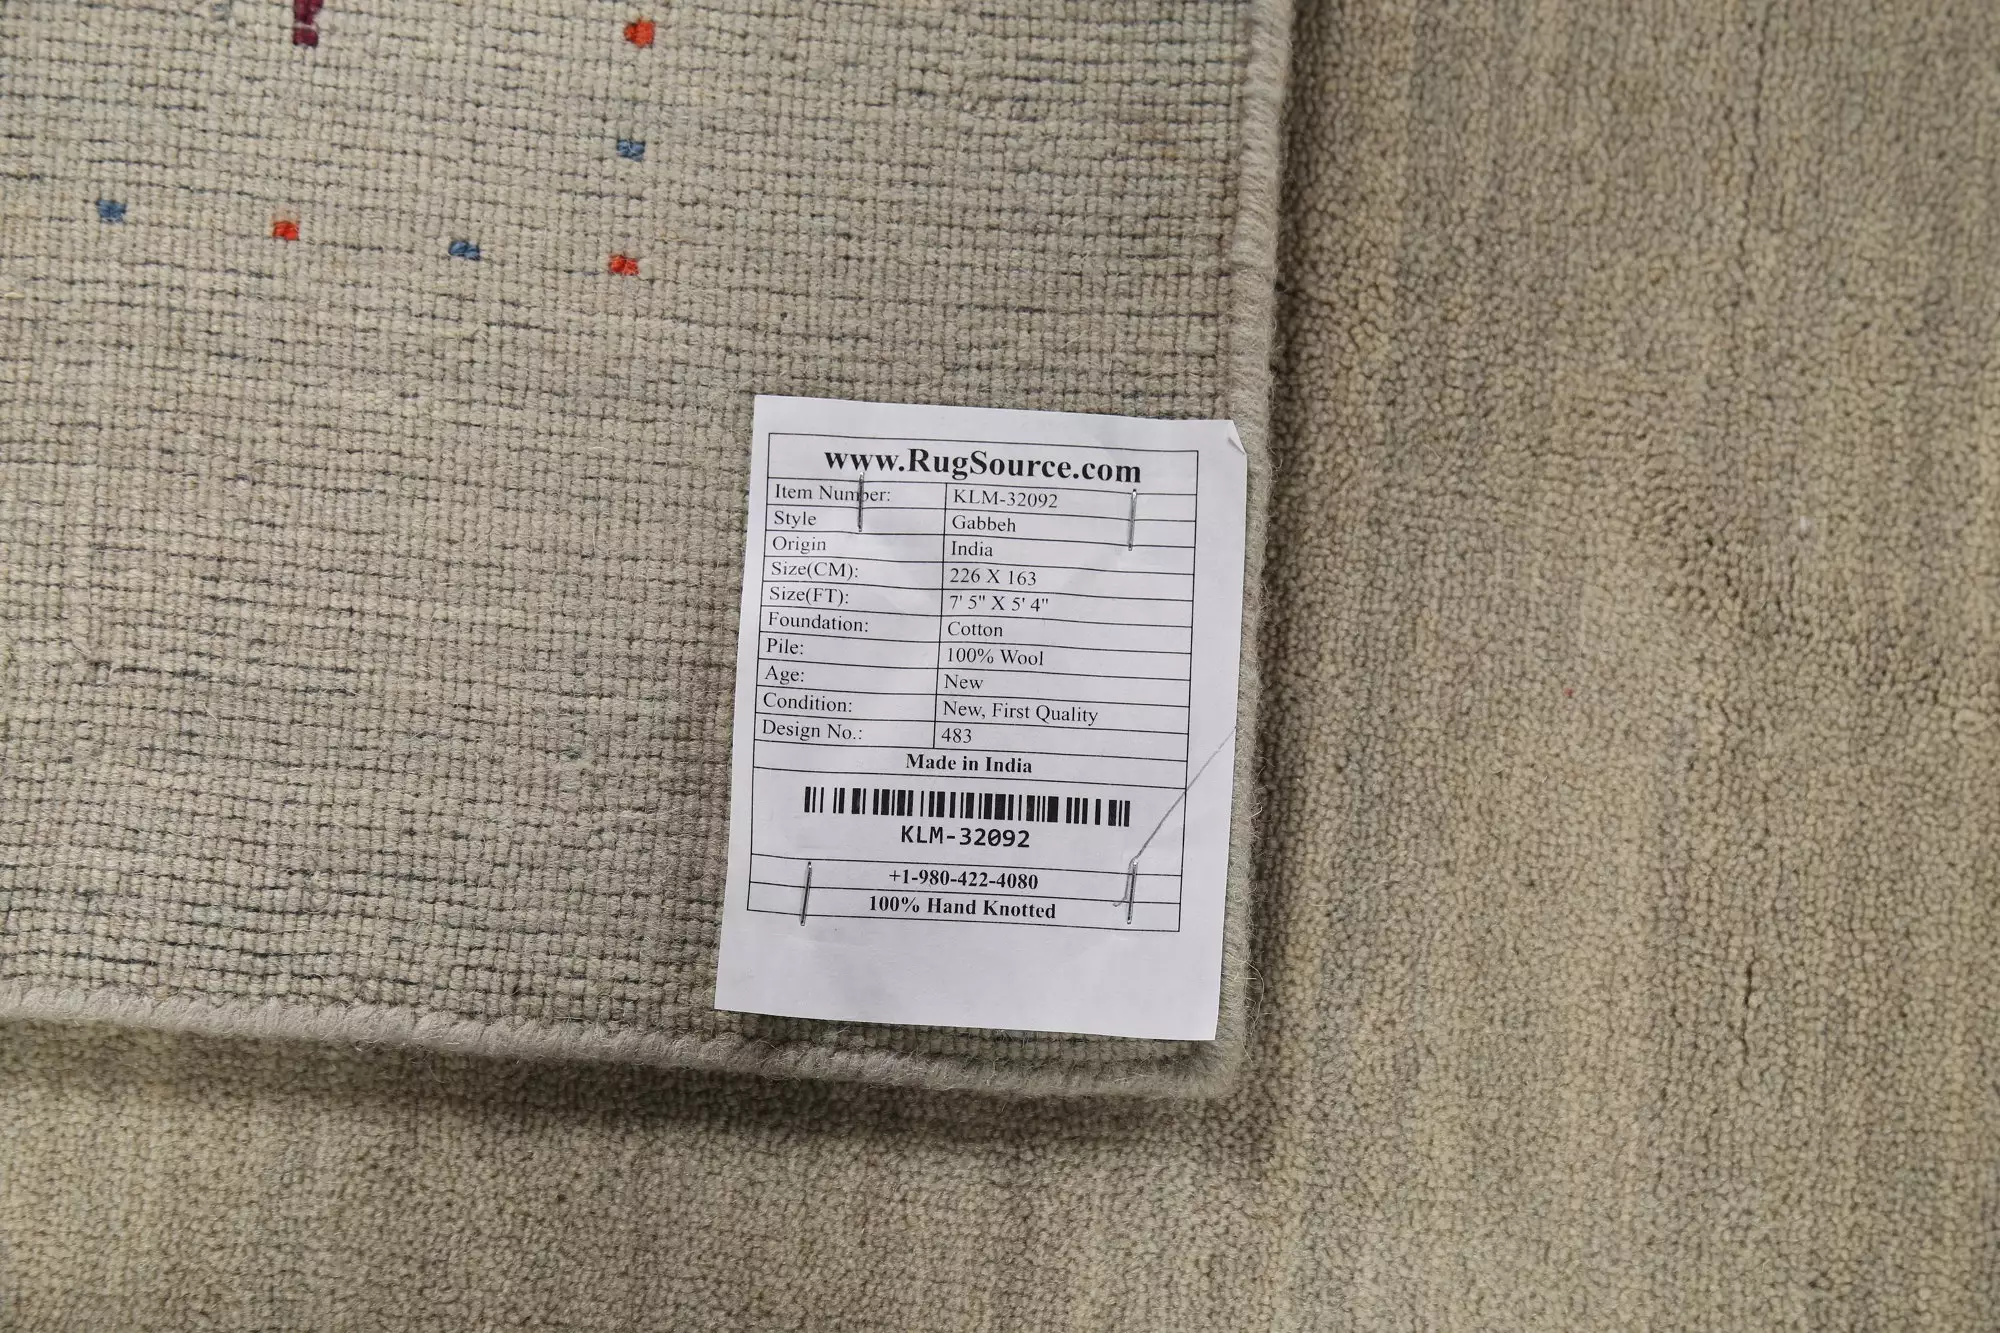 www.RugSource.com
Item Number: KLM-32092
Style Gabbeh
Origin India
Size(CM): 226 X 163
Size(FT): 7' 5" X 5' 4"
Foundation: Cotton
Pile: 100% Wool
Age: New
Condition: New, First Quality
Design No.: 483
Made in India
KLM-32092
+1-980-422-4080
100% Hand Knotted